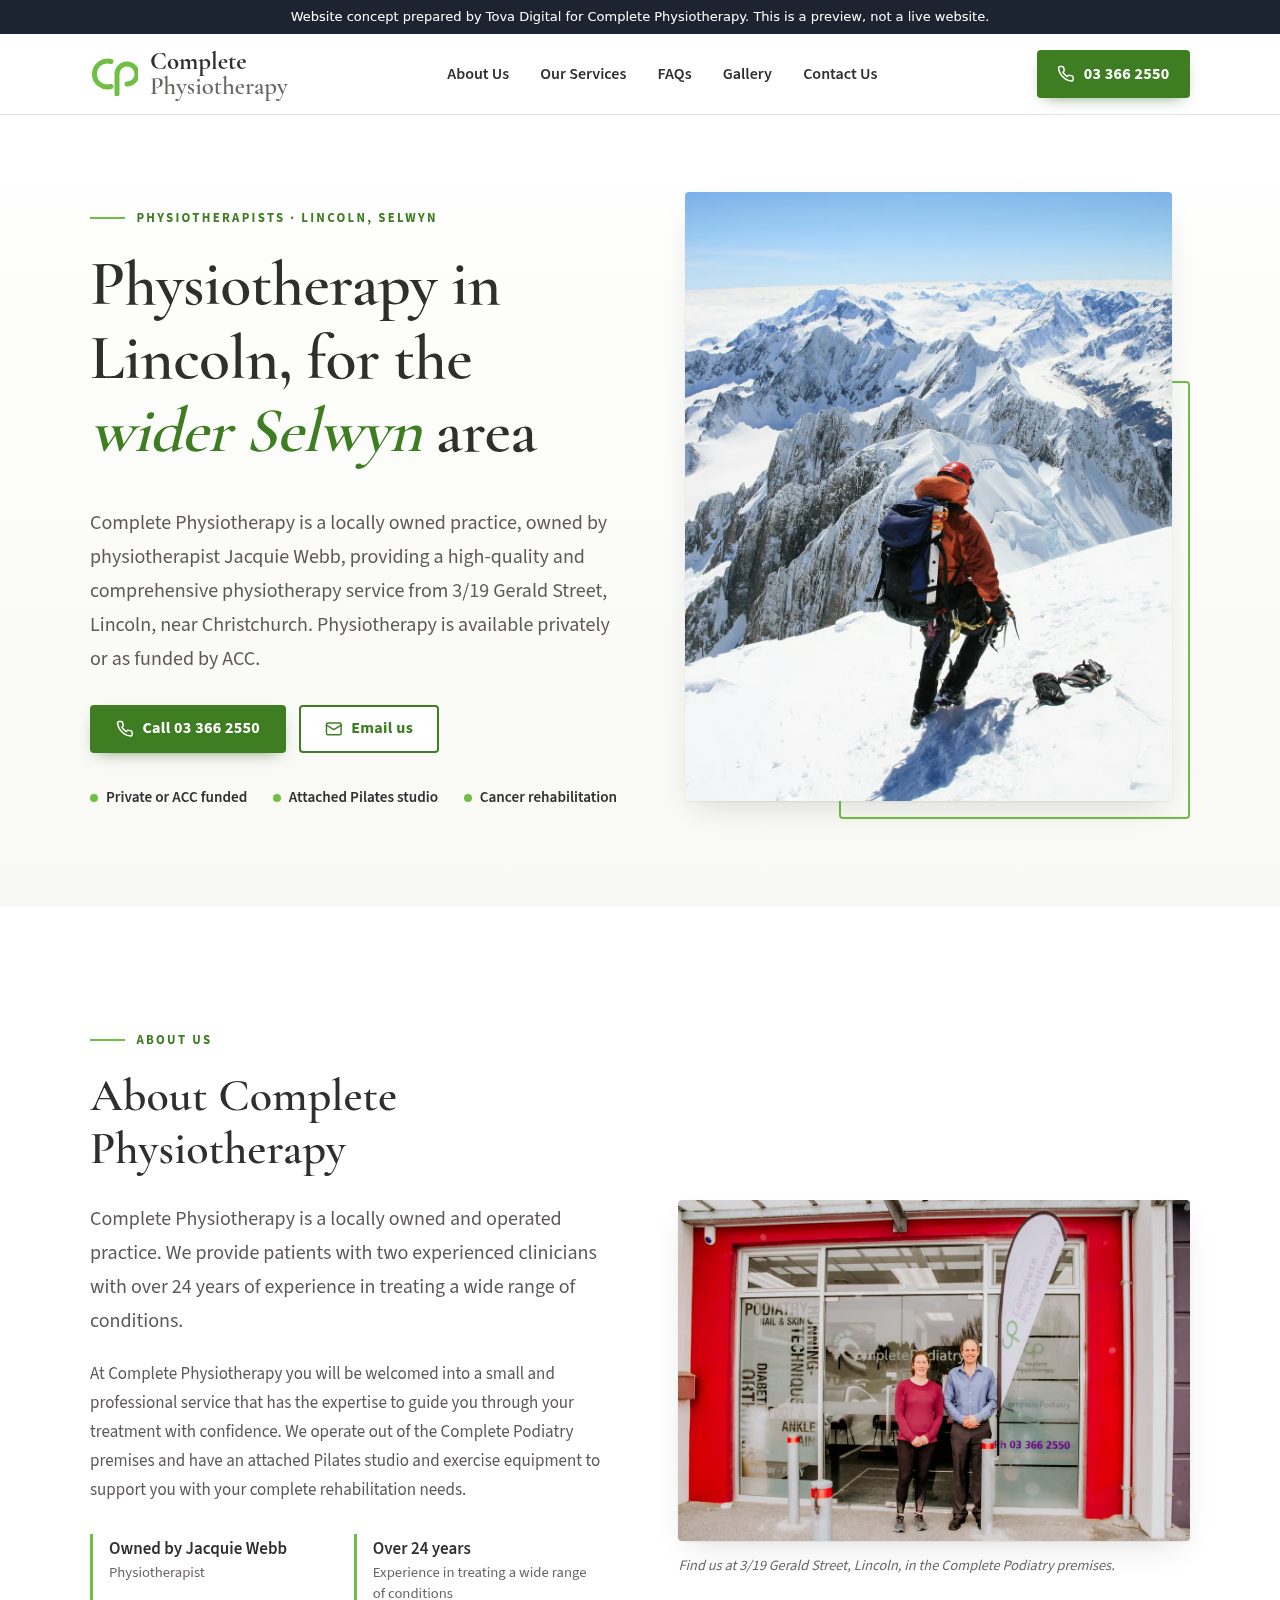 Website concept prepared by Tova Digital for Complete Physiotherapy. This is a preview, not a live website.
Complete
Physiotherapy
About Us
Our Services
FAQs
Gallery
Contact Us
03 366 2550
PHYSIOTHERAPISTS · LINCOLN, SELWYN
Physiotherapy in
Lincoln, for the
wider Selwyn area
Complete Physiotherapy is a locally owned practice, owned by
physiotherapist Jacquie Webb, providing a high-quality and
comprehensive physiotherapy service from 3/19 Gerald Street,
Lincoln, near Christchurch. Physiotherapy is available privately
or as funded by ACC.
Call 03 366 2550
Email us
Private or ACC funded
Attached Pilates studio
Cancer rehabilitation
ABOUT US
About Complete
Physiotherapy
Complete Physiotherapy is a locally owned and operated
practice. We provide patients with two experienced clinicians
with over 24 years of experience in treating a wide range of
conditions.
At Complete Physiotherapy you will be welcomed into a small and
professional service that has the expertise to guide you through your
treatment with confidence. We operate out of the Complete Podiatry
premises and have an attached Pilates studio and exercise equipment to
support you with your complete rehabilitation needs.
Owned by Jacquie Webb
Physiotherapist
Over 24 years
Experience in treating a wide range
of conditions
PODIATRY
NAIL & SKIN
TECHNIQUE
ANKLE
Complete
Physiotherapy
Ph 03 366 2550
Find us at 3/19 Gerald Street, Lincoln, in the Complete Podiatry premises.